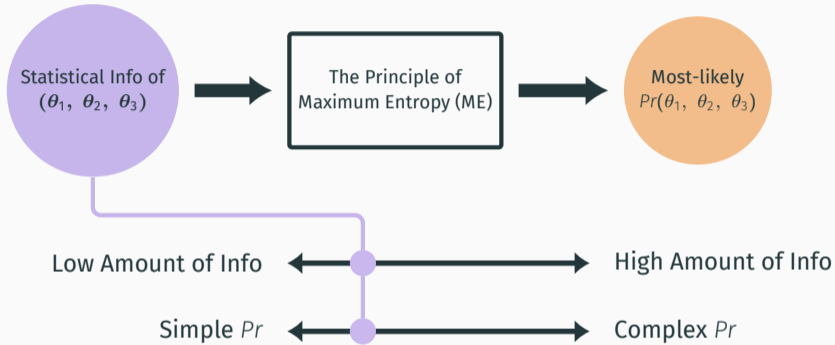 Statistical Info of
(θ₁, θ₂, θ₃)
The Principle of
Maximum Entropy (ME)
Most-likely
Pr(θ₁, θ₂, θ₃)
Low Amount of Info
High Amount of Info
Simple Pr
Complex Pr